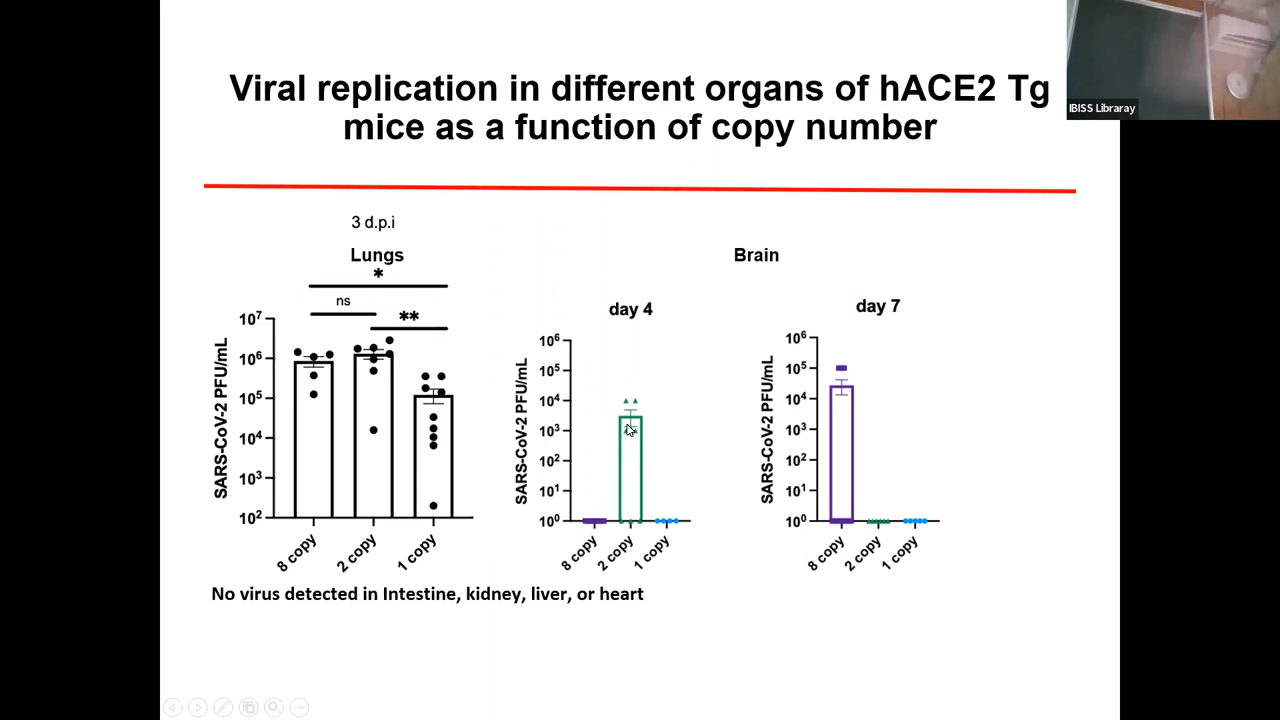 Viral replication in different organs of hACE2 Tg
mice as a function of copy number
IBISS Libraray
3 d.p.i
Lungs
*
ns
**
10⁷
10⁶
10⁵
10⁴
10³
10²
SARS-CoV-2 PFU/mL
8 copy
2 copy
1 copy
Brain
day 4
10⁶
10⁵
10⁴
10³
10²
10¹
10⁰
SARS-CoV-2 PFU/mL
8 copy
2 copy
1 copy
day 7
10⁶
10⁵
10⁴
10³
10²
10¹
10⁰
SARS-CoV-2 PFU/mL
8 copy
2 copy
1 copy
No virus detected in Intestine, kidney, liver, or heart